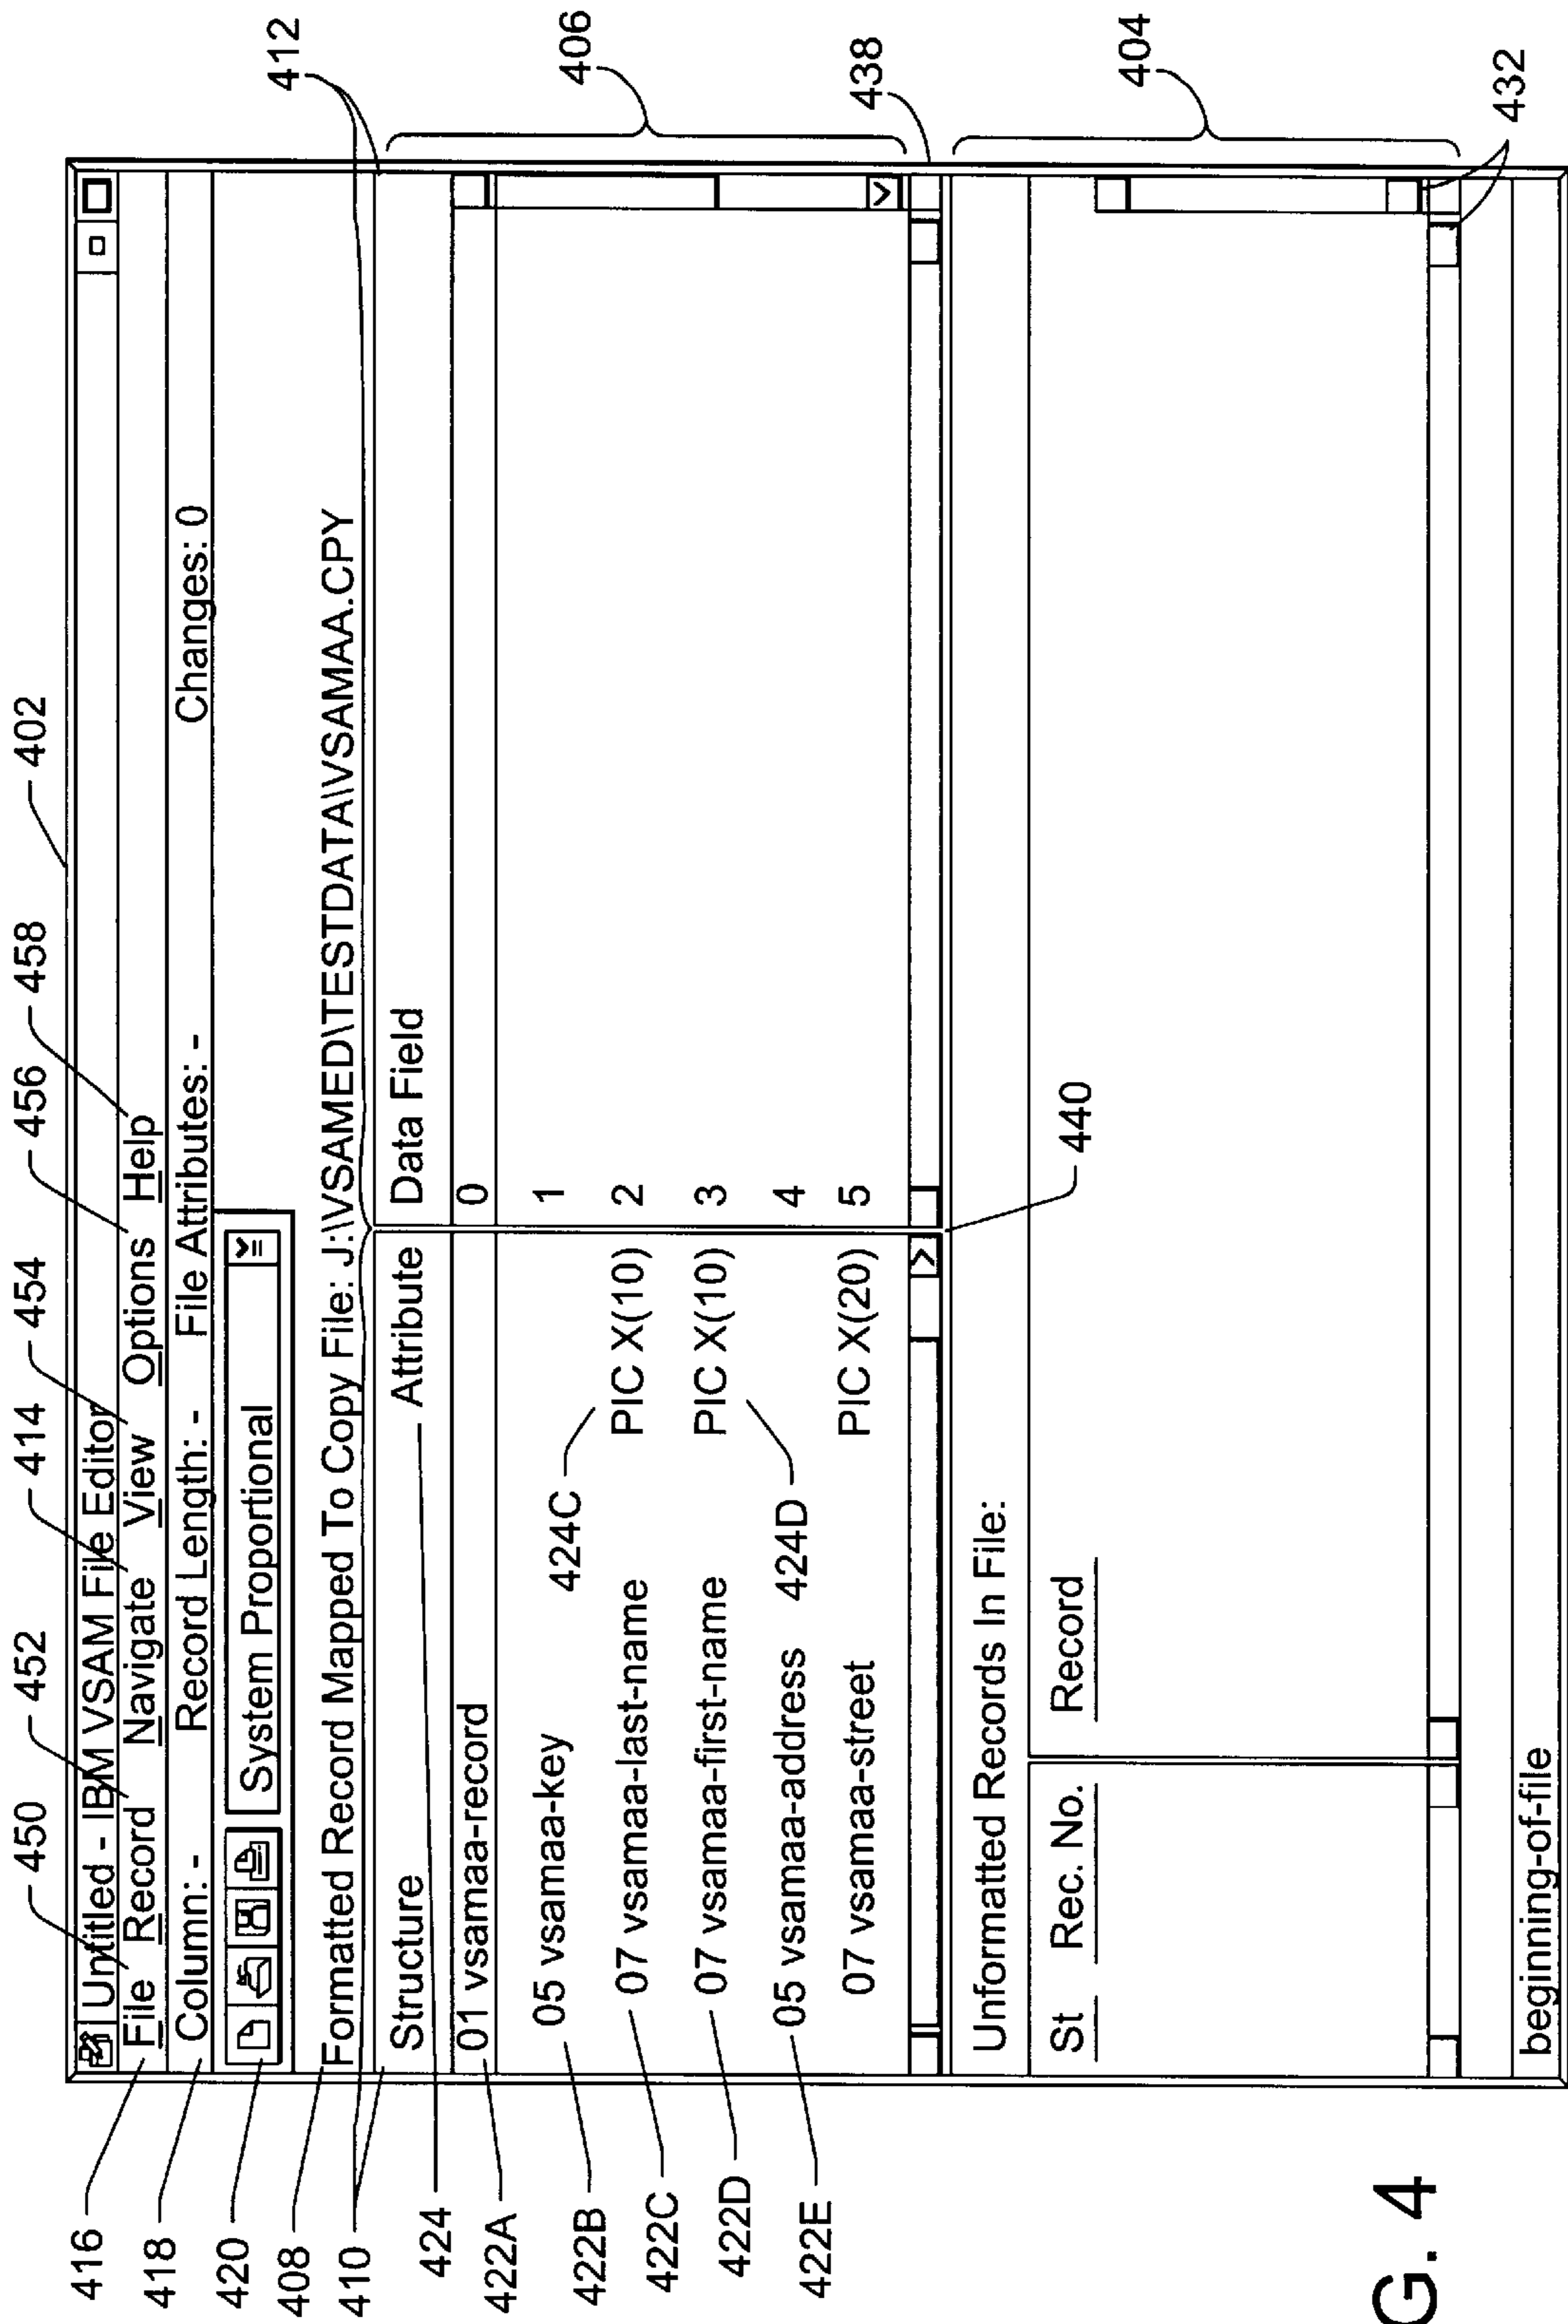 402
450 452 414 454 456 458
Untitled - IBM VSAM File Editor
416 File Record Navigate View Options Help
418 Column: - Record Length: - File Attributes: - Changes: 0
420 System Proportional
408 Formatted Record Mapped To Copy File: J:\VSAMED\TESTDATA\VSAMAA.CPY
410 412
Structure Attribute Data Field
424
422A 01 vsamaa-record 0
422B 05 vsamaa-key 424C 1
422C 07 vsamaa-last-name PIC X(10) 2
422D 07 vsamaa-first-name PIC X(10) 3
422E 05 vsamaa-address 424D 4
07 vsamaa-street PIC X(20) 5
406
438
440
Unformatted Records In File:
St Rec. No. Record
404
432
beginning-of-file
G. 4